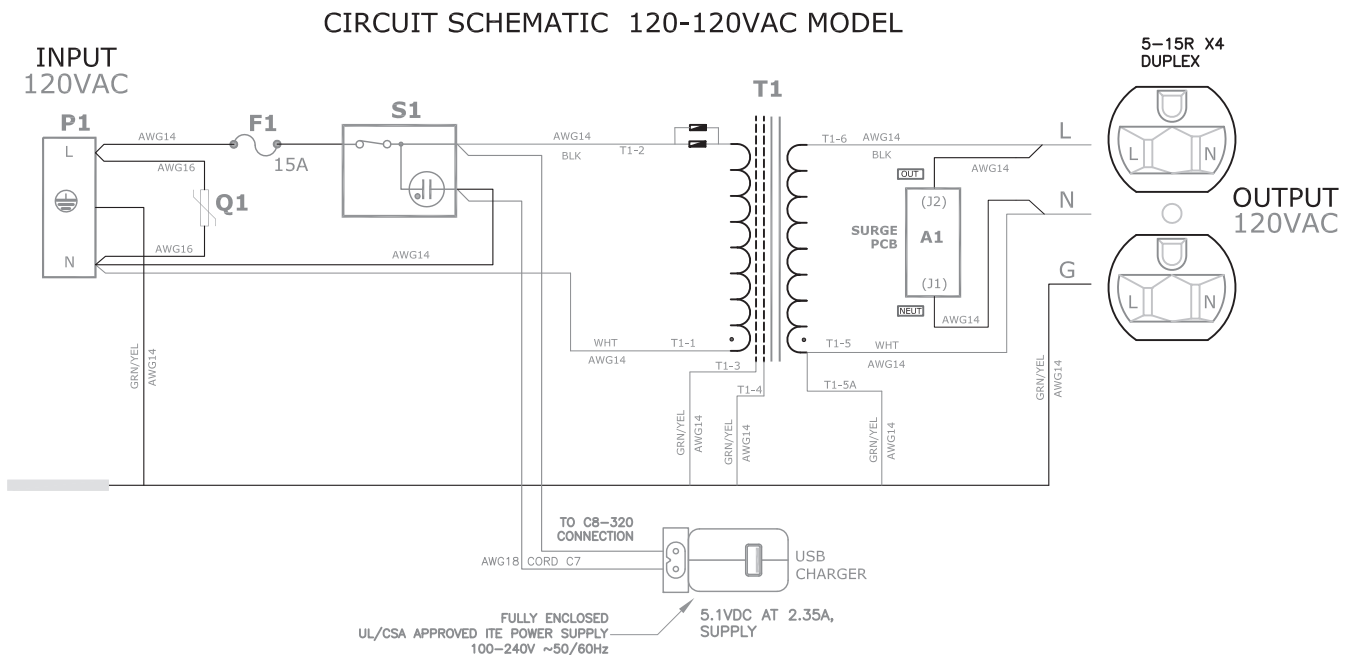 CIRCUIT SCHEMATIC 120-120VAC MODEL
INPUT
120VAC
P1
L
N
AWG14
AWG16
F1
15A
Q1
AWG16
S1
AWG14
AWG14
BLK
T1-2
T1
T1-6
AWG14
BLK
L
AWG14
OUT
(J2)
SURGE
PCB
A1
(J1)
NEUT
AWG14
N
G
5-15R X4
DUPLEX
L
N
OUTPUT
120VAC
L
N
WHT
T1-1
AWG14
T1-3
T1-4
T1-5
WHT
AWG14
T1-5A
GRN/YEL
AWG14
GRN/YEL
AWG14
GRN/YEL
AWG14
GRN/YEL
AWG14
GRN/YEL
AWG14
TO C8-320
CONNECTION
AWG18 CORD C7
USB
CHARGER
FULLY ENCLOSED
UL/CSA APPROVED ITE POWER SUPPLY
100-240V ~50/60Hz
5.1VDC AT 2.35A,
SUPPLY